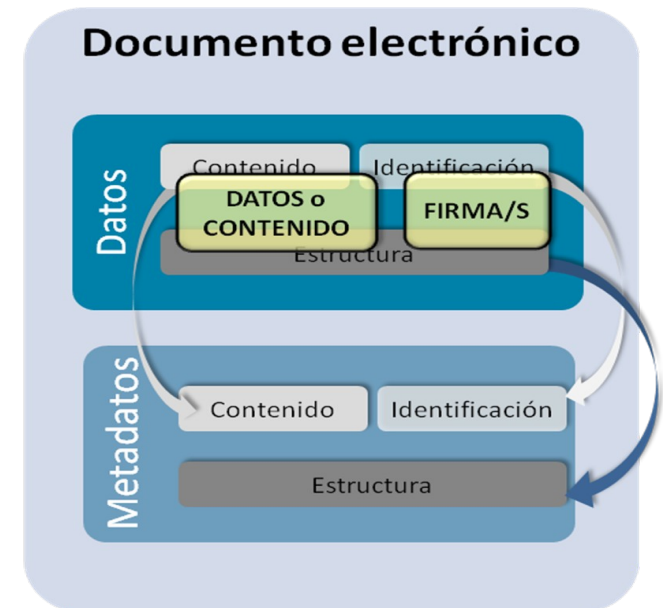 Documento electrónico
Datos
Contenido
Identificación
DATOS o
CONTENIDO
FIRMA/S
Estructura
Metadatos
Contenido
Identificación
Estructura